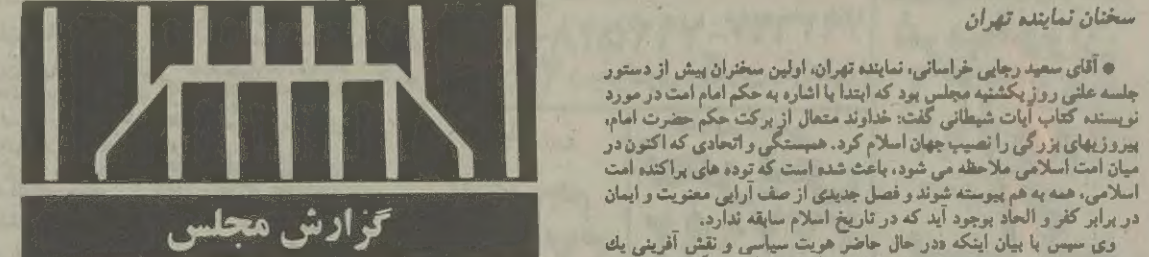 سخنان نماینده تهران
● آقای سعید رجایی خراسانی، نماینده تهران، اولین سخنران پیش از دستور
جلسه علنی روز یکشنبه مجلس بود که ابتدا با اشاره به حکم امام امت در مورد
نویسنده کتاب آیات شیطانی گفت: خداوند متعال از برکت حکم حضرت امام،
پیروزیهای بزرگی را نصیب جهان اسلام کرد. همبستگی و اتحادی که اکنون در
میان امت اسلامی ملاحظه می شود، باعث شده است که توده های پراکنده امت
اسلامی، همه به هم پیوسته شوند و فصل جدیدی از صف آرایی معنویت و ایمان
در برابر کفر و الحاد بوجود آید که در تاریخ اسلام سابقه ندارد.
وی سپس با بیان اینکه «در حال حاضر هویت سیاسی و نقش آفرینی یك
گزارش مجلس